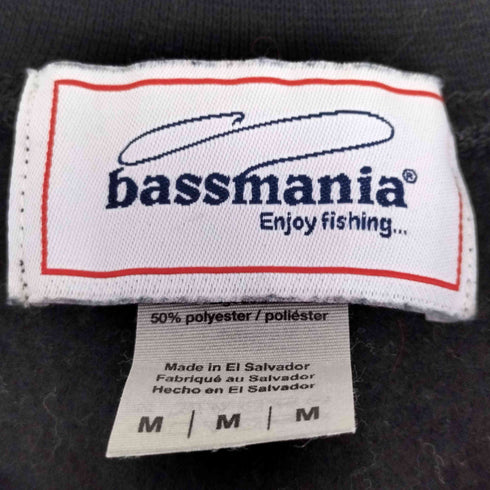 bassmania®
Enjoy fishing...
50% polyester / poliéster
Made in El Salvador
Fabriqué au Salvador
Hecho en El Salvador
M | M | M